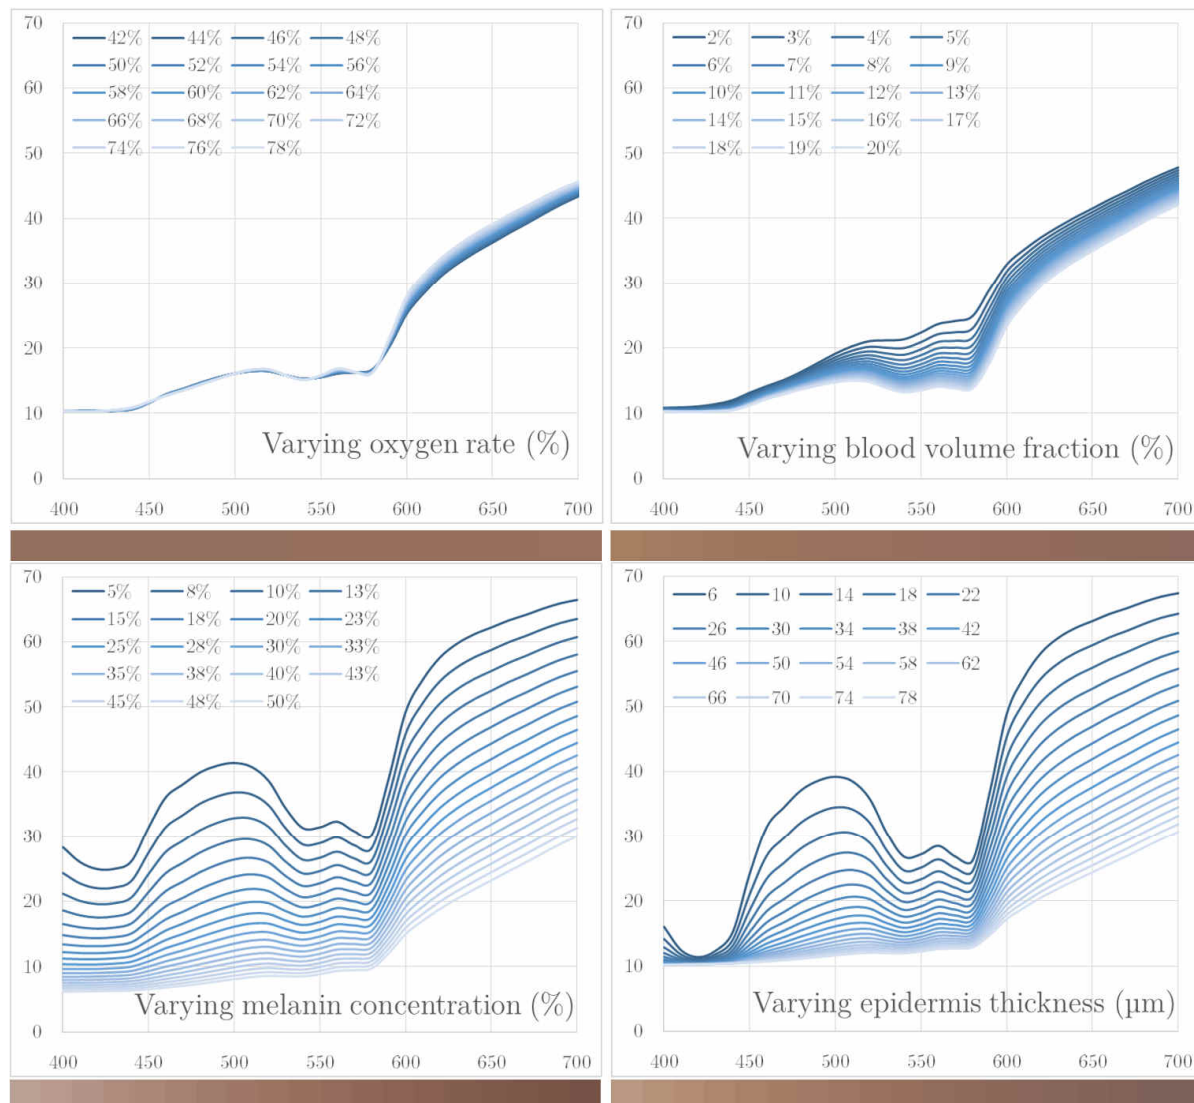 70
42% 44% 46% 48%
60
50% 52% 54% 56%
58% 60% 62% 64%
66% 68% 70% 72%
50
74% 76% 78%
40
30
20
10
Varying oxygen rate (%)
0
400 450 500 550 600 650 700
70
2% 3% 4% 5%
60
6% 7% 8% 9%
10% 11% 12% 13%
14% 15% 16% 17%
50
18% 19% 20%
40
30
20
10
Varying blood volume fraction (%)
0
400 450 500 550 600 650 700
70
5% 8% 10% 13%
60
15% 18% 20% 23%
25% 28% 30% 33%
35% 38% 40% 43%
50
45% 48% 50%
40
30
20
10
Varying melanin concentration (%)
0
400 450 500 550 600 650 700
70
6 10 14 18 22
60
26 30 34 38 42
46 50 54 58 62
50
66 70 74 78
40
30
20
10
Varying epidermis thickness (µm)
0
400 450 500 550 600 650 700